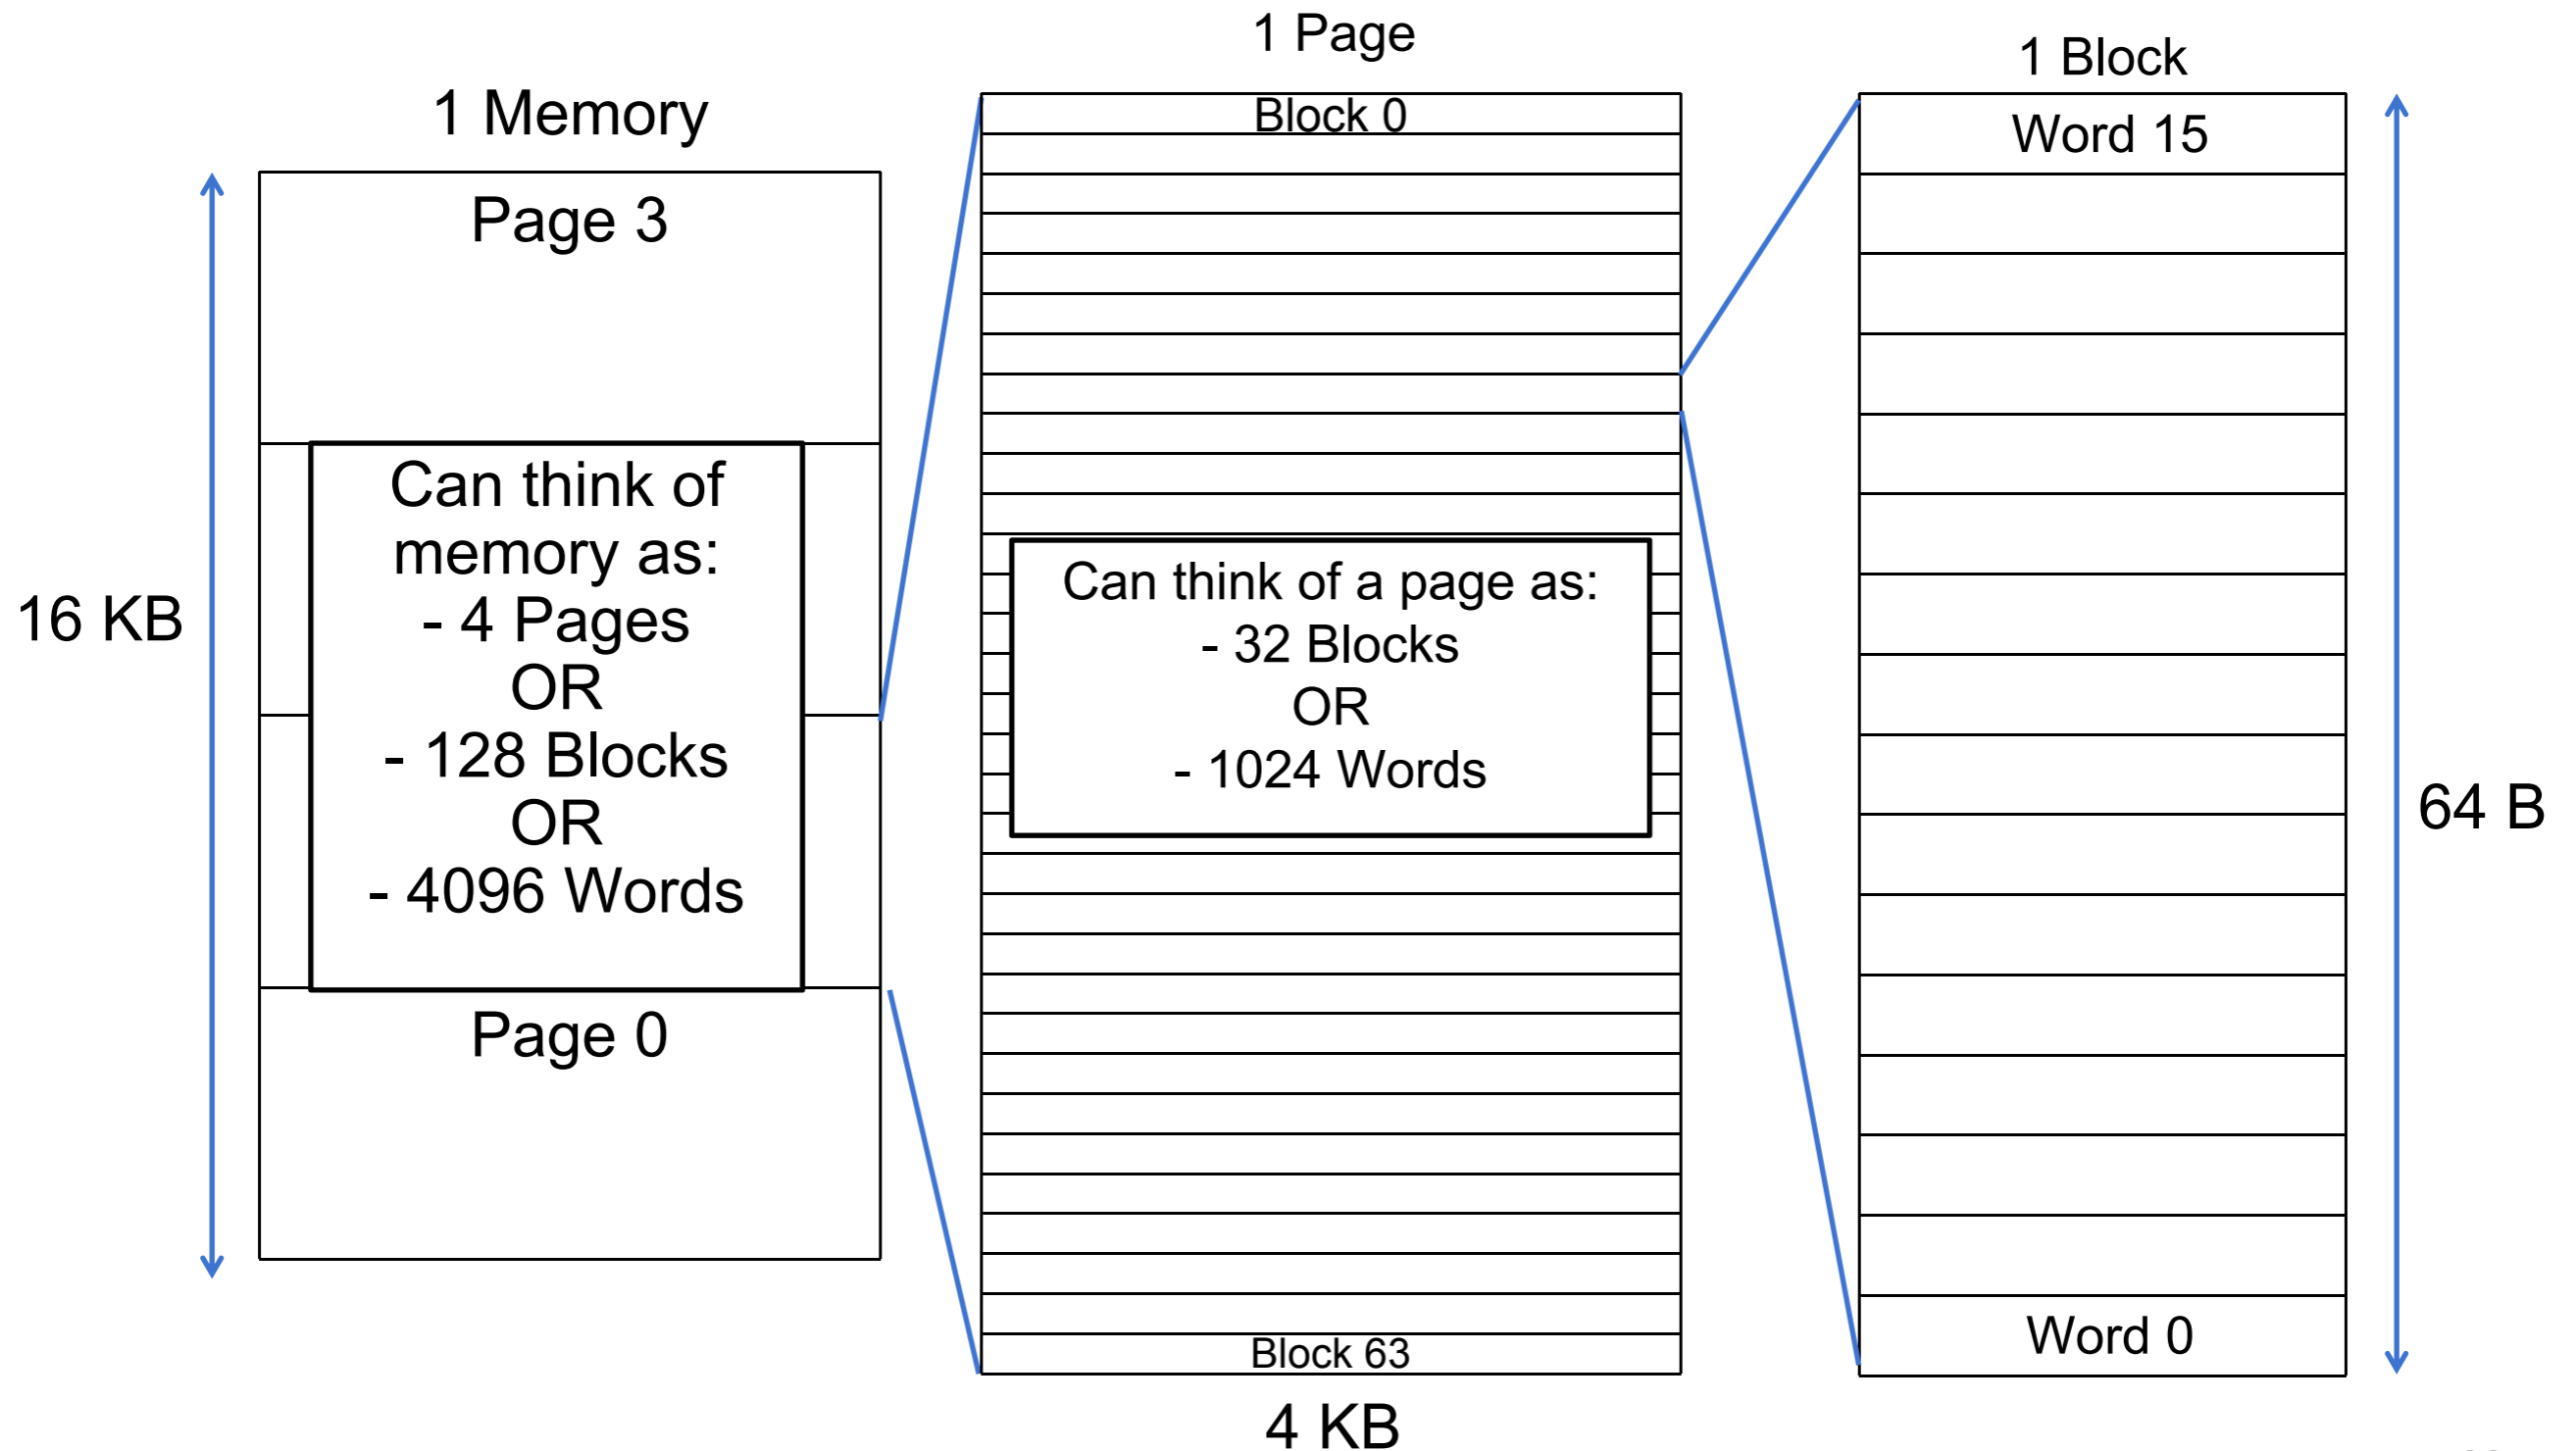 1 Memory
16 KB
Page 3
Can think of
memory as:
- 4 Pages
OR
- 128 Blocks
OR
- 4096 Words
Page 0
1 Page
Block 0
Can think of a page as:
- 32 Blocks
OR
- 1024 Words
Block 63
4 KB
1 Block
Word 15
Word 0
64 B